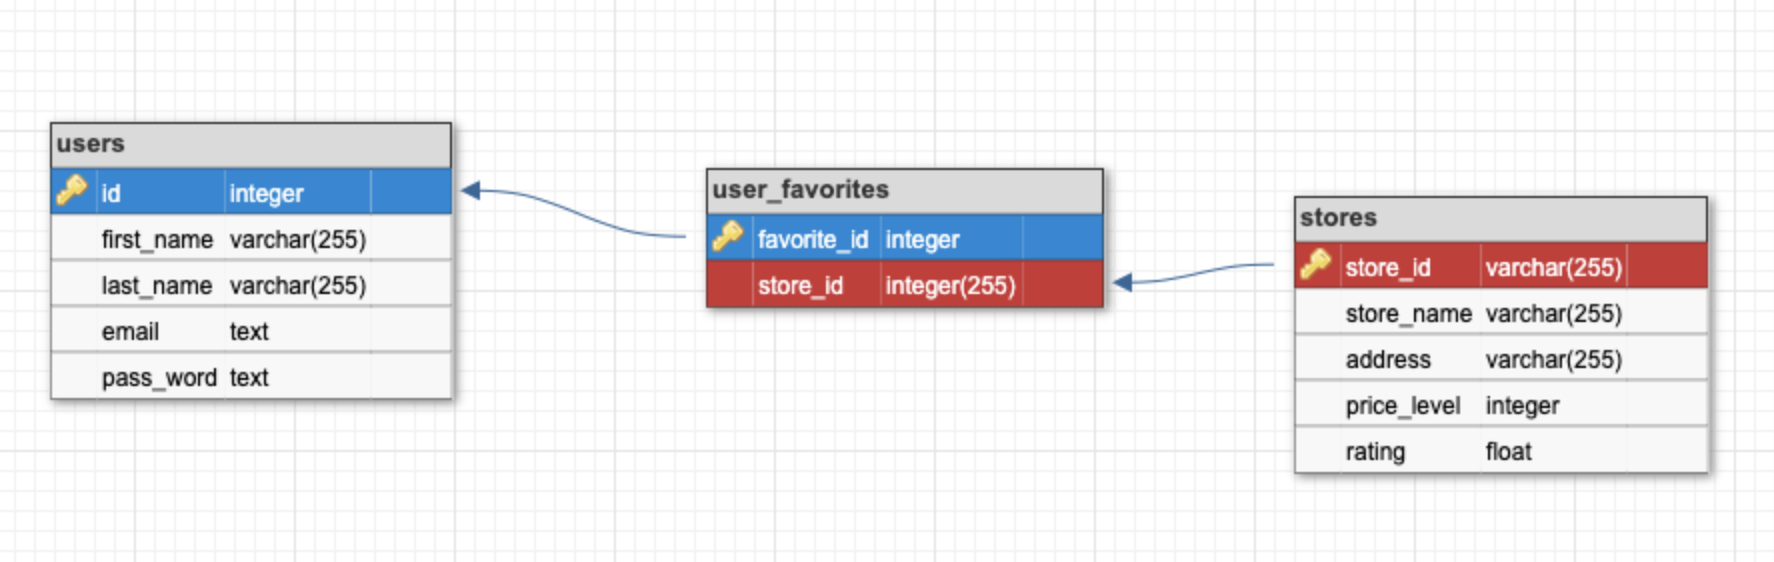 users
id integer
first_name varchar(255)
last_name varchar(255)
email text
pass_word text
user_favorites
favorite_id integer
store_id integer(255)
stores
store_id varchar(255)
store_name varchar(255)
address varchar(255)
price_level integer
rating float